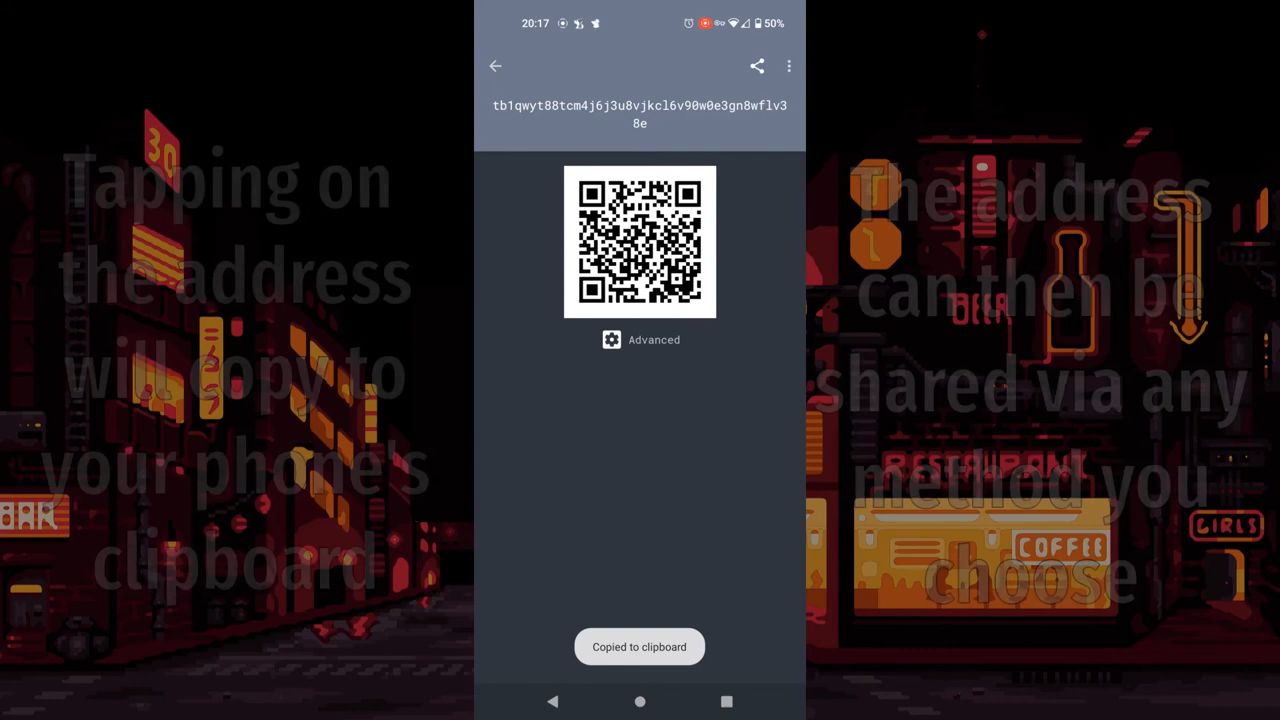 20:17
50%
tb1qwyt88tcm4j6j3u8vjkcl6v90w0e3gn8wflv3
8e
Advanced
Copied to clipboard
Tapping on
the address
will copy to
your phone's
clipboard
The address
can then be
shared via any
method you
choose
30
BAR
BEER
RESTAURANT
COFFEE
GIRLS